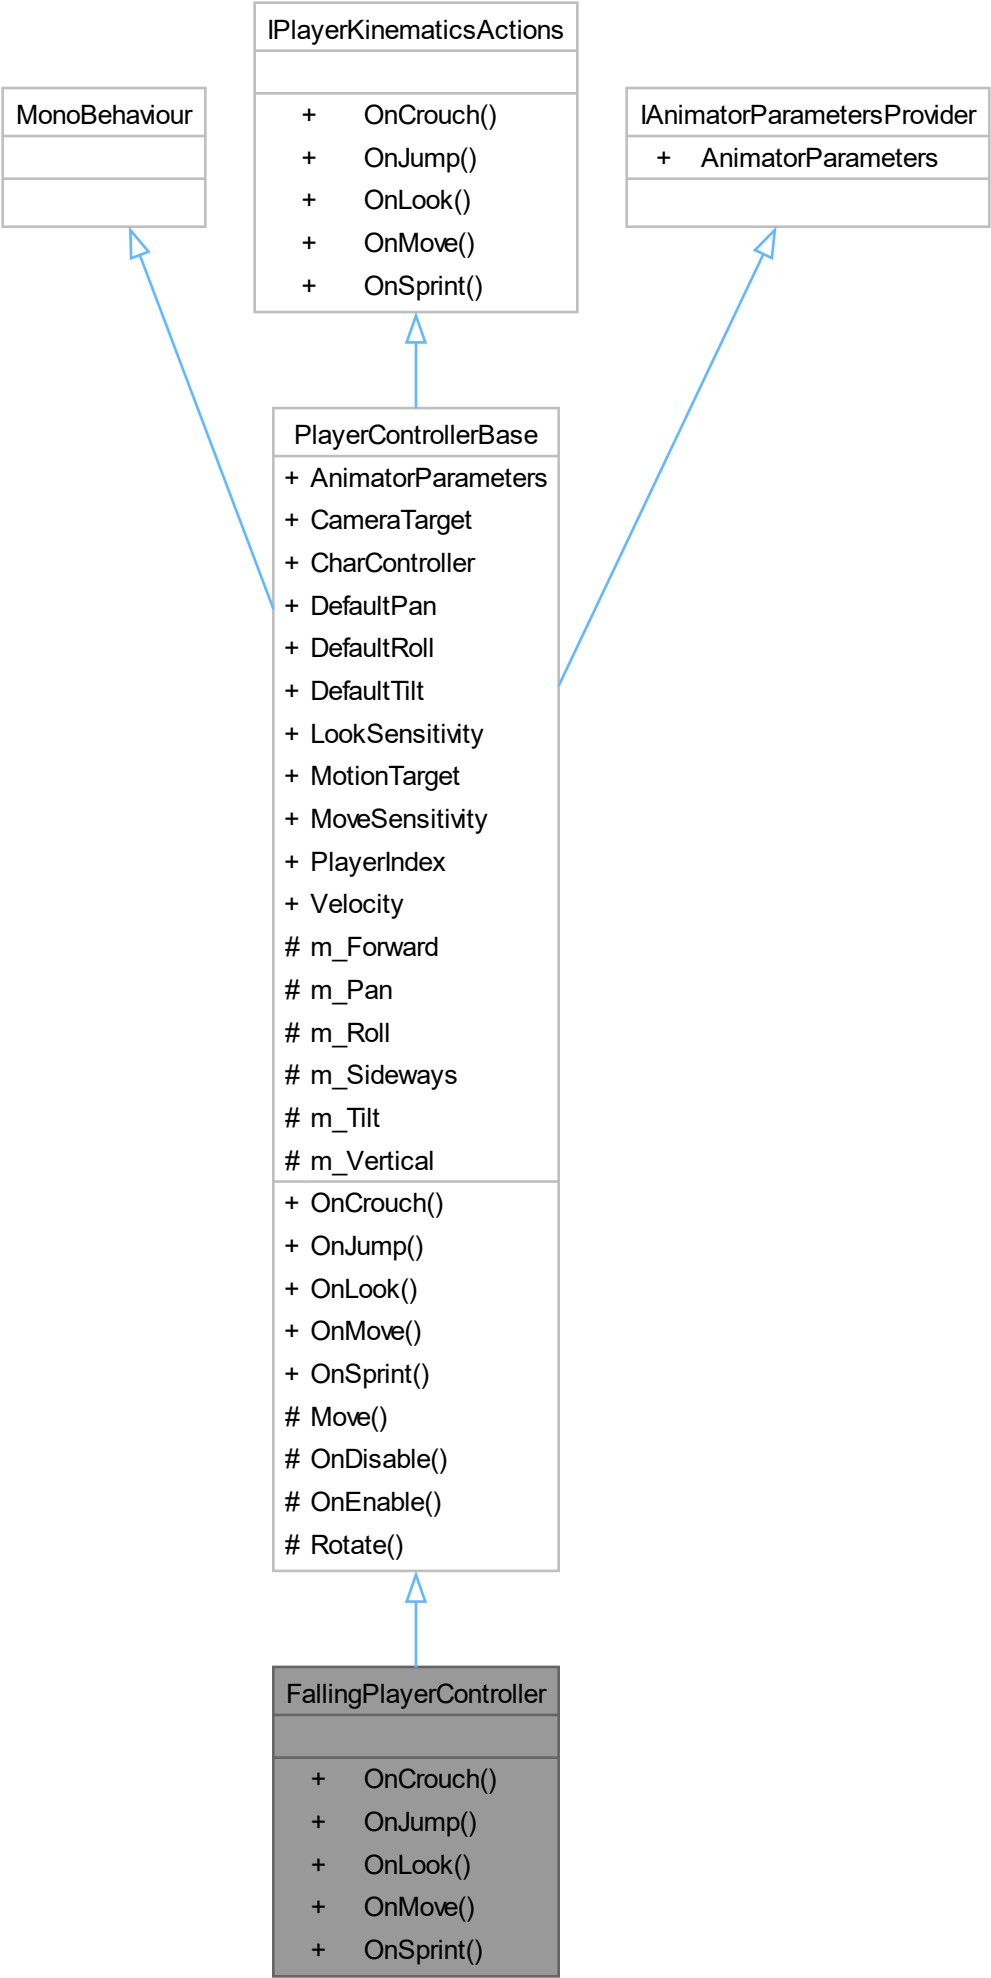 IPlayerKinematicsActions
+ OnCrouch()
+ OnJump()
+ OnLook()
+ OnMove()
+ OnSprint()
MonoBehaviour
IAnimatorParametersProvider
+ AnimatorParameters
PlayerControllerBase
+ AnimatorParameters
+ CameraTarget
+ CharController
+ DefaultPan
+ DefaultRoll
+ DefaultTilt
+ LookSensitivity
+ MotionTarget
+ MoveSensitivity
+ PlayerIndex
+ Velocity
# m_Forward
# m_Pan
# m_Roll
# m_Sideways
# m_Tilt
# m_Vertical
+ OnCrouch()
+ OnJump()
+ OnLook()
+ OnMove()
+ OnSprint()
# Move()
# OnDisable()
# OnEnable()
# Rotate()
FallingPlayerController
+ OnCrouch()
+ OnJump()
+ OnLook()
+ OnMove()
+ OnSprint()